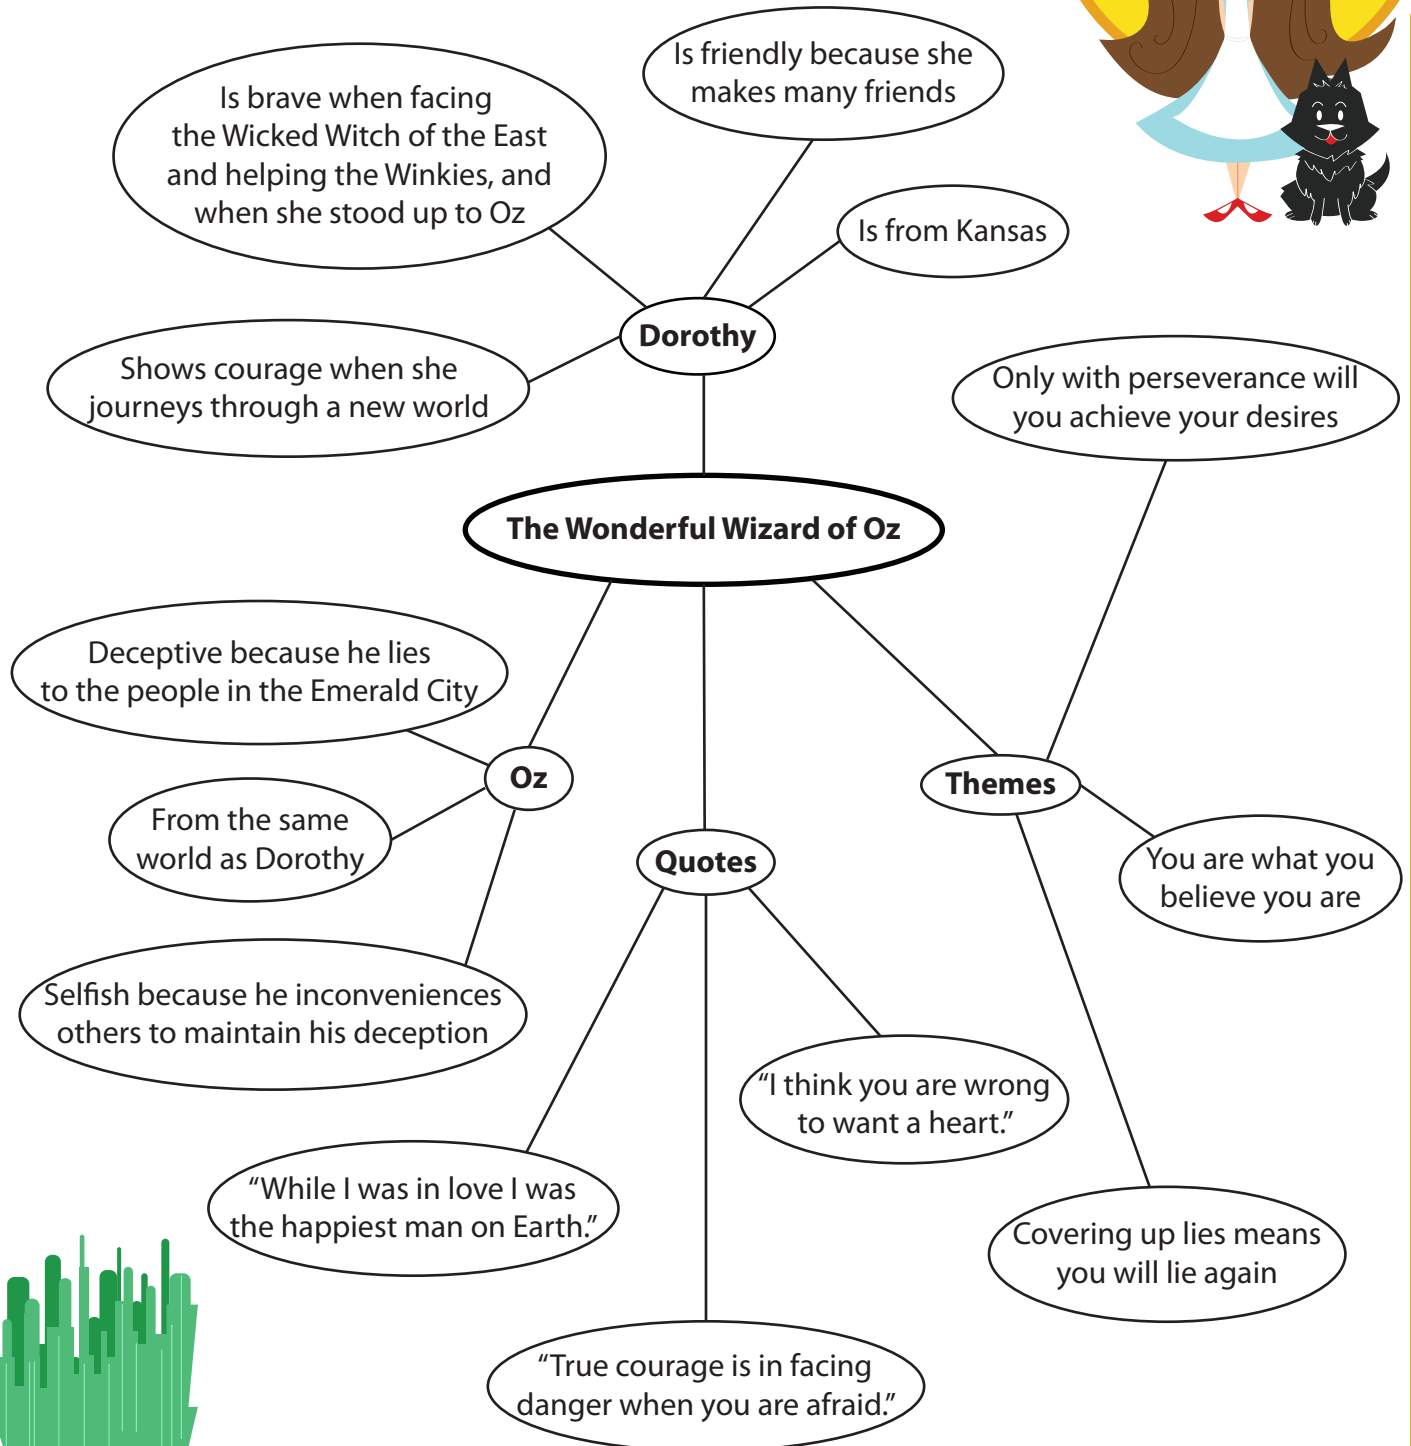 Is friendly because she
makes many friends
Is brave when facing
the Wicked Witch of the East
and helping the Winkies, and
when she stood up to Oz
Is from Kansas
Dorothy
Shows courage when she
journeys through a new world
Only with perseverance will
you achieve your desires
The Wonderful Wizard of Oz
Deceptive because he lies
to the people in the Emerald City
Oz
From the same
world as Dorothy
Selfish because he inconveniences
others to maintain his deception
Quotes
Themes
You are what you
believe you are
“I think you are wrong
to want a heart.”
“While I was in love I was
the happiest man on Earth.”
Covering up lies means
you will lie again
“True courage is in facing
danger when you are afraid.”